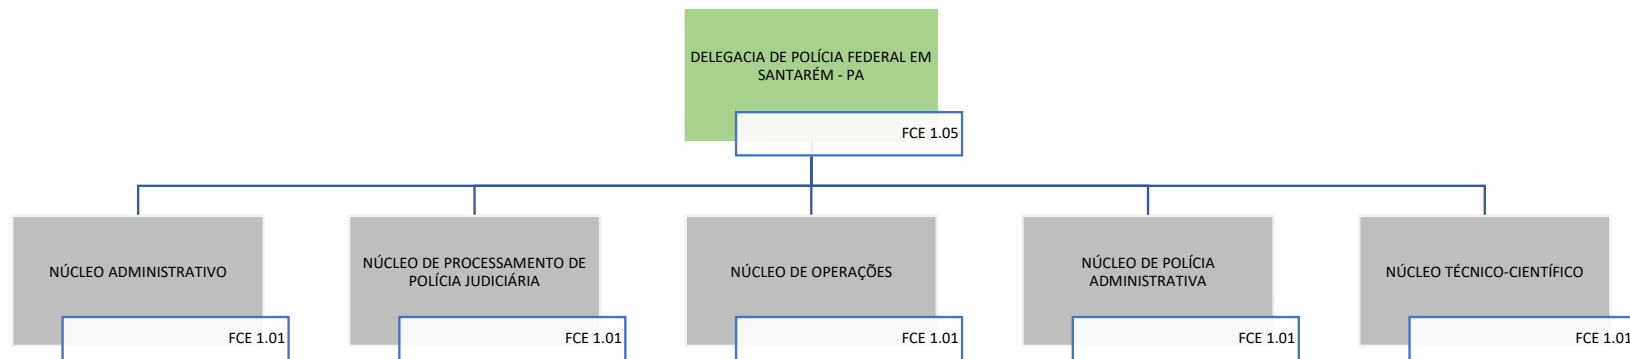 DELEGACIA DE POLÍCIA FEDERAL EM
SANTARÉM - PA
FCE 1.05
NÚCLEO ADMINISTRATIVO
FCE 1.01
NÚCLEO DE PROCESSAMENTO DE
POLÍCIA JUDICIÁRIA
FCE 1.01
NÚCLEO DE OPERAÇÕES
FCE 1.01
NÚCLEO DE POLÍCIA
ADMINISTRATIVA
FCE 1.01
NÚCLEO TÉCNICO-CIENTÍFICO
FCE 1.01